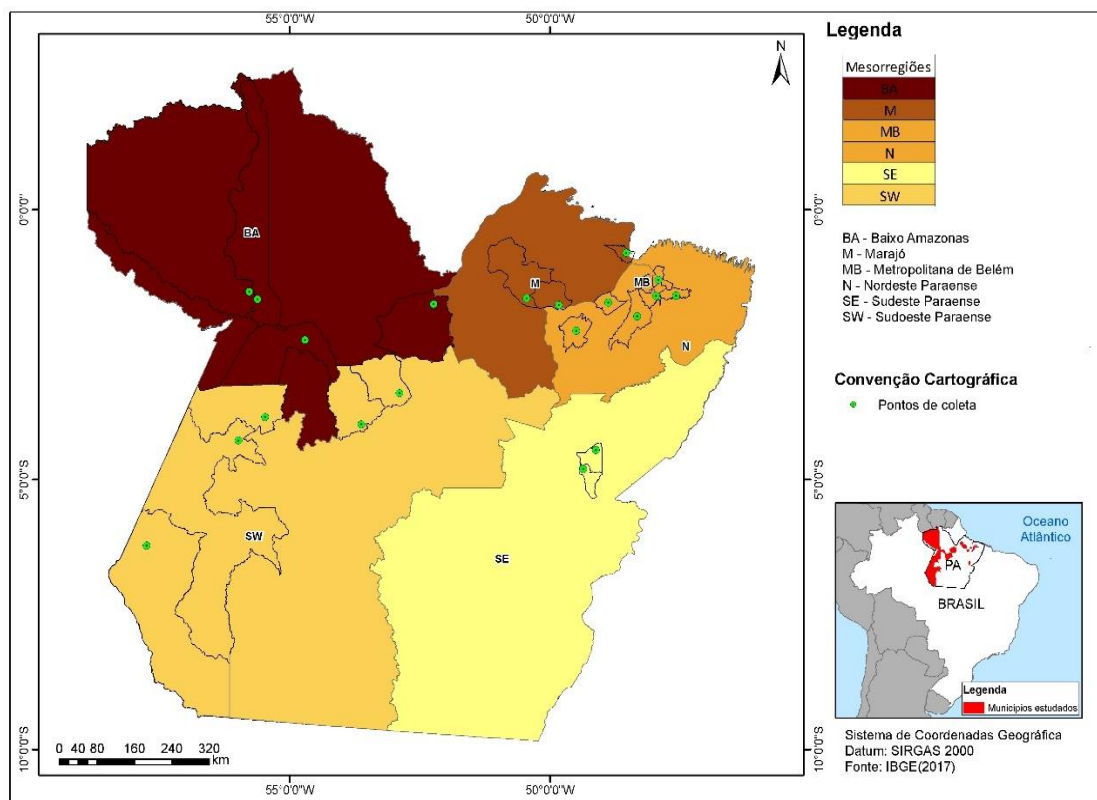 55°0'0"W
50°0'0"W
N
0°0'0"
5°0'0"S
10°0'0"S
0°0'0"
5°0'0"S
10°0'0"S
BA
M
MB
N
SW
SE
0 40 80 160 240 320
km
55°0'0"W
50°0'0"W
Legenda
Mesorregiões
BA
M
MB
N
SE
SW
BA - Baixo Amazonas
M - Marajó
MB - Metropolitana de Belém
N - Nordeste Paraense
SE - Sudeste Paraense
SW - Sudoeste Paraense
Convenção Cartográfica
Pontos de coleta
Oceano
Atlântico
PA
BRASIL
Legenda
Municípios estudados
Sistema de Coordenadas Geográfica
Datum: SIRGAS 2000
Fonte: IBGE(2017)